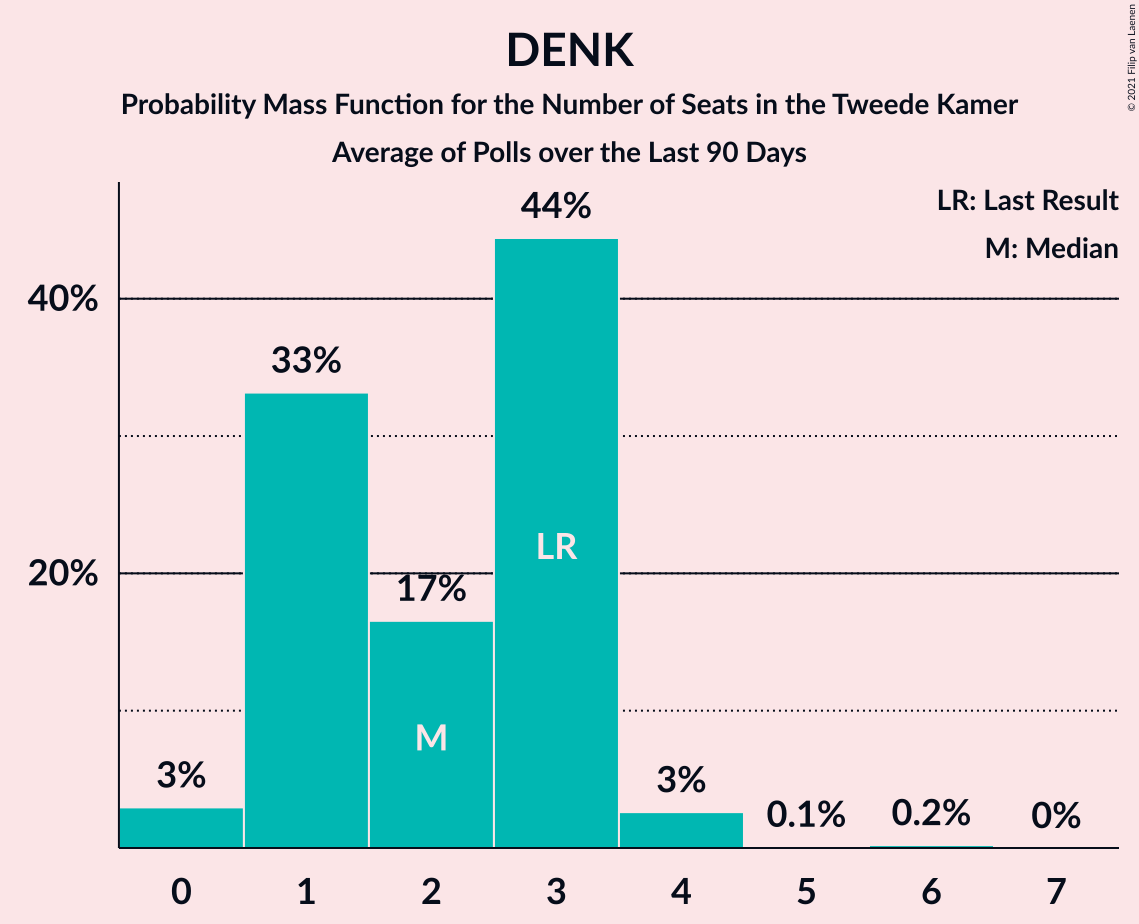 DENK
Probability Mass Function for the Number of Seats in the Tweede Kamer
Average of Polls over the Last 90 Days
© 2021 Filip van Laenen
LR: Last Result
M: Median
44%
40%
33%
LR
20%
17%
M
3%
3%
0.1%
0.2%
0%
0 1 2 3 4 5 6 7